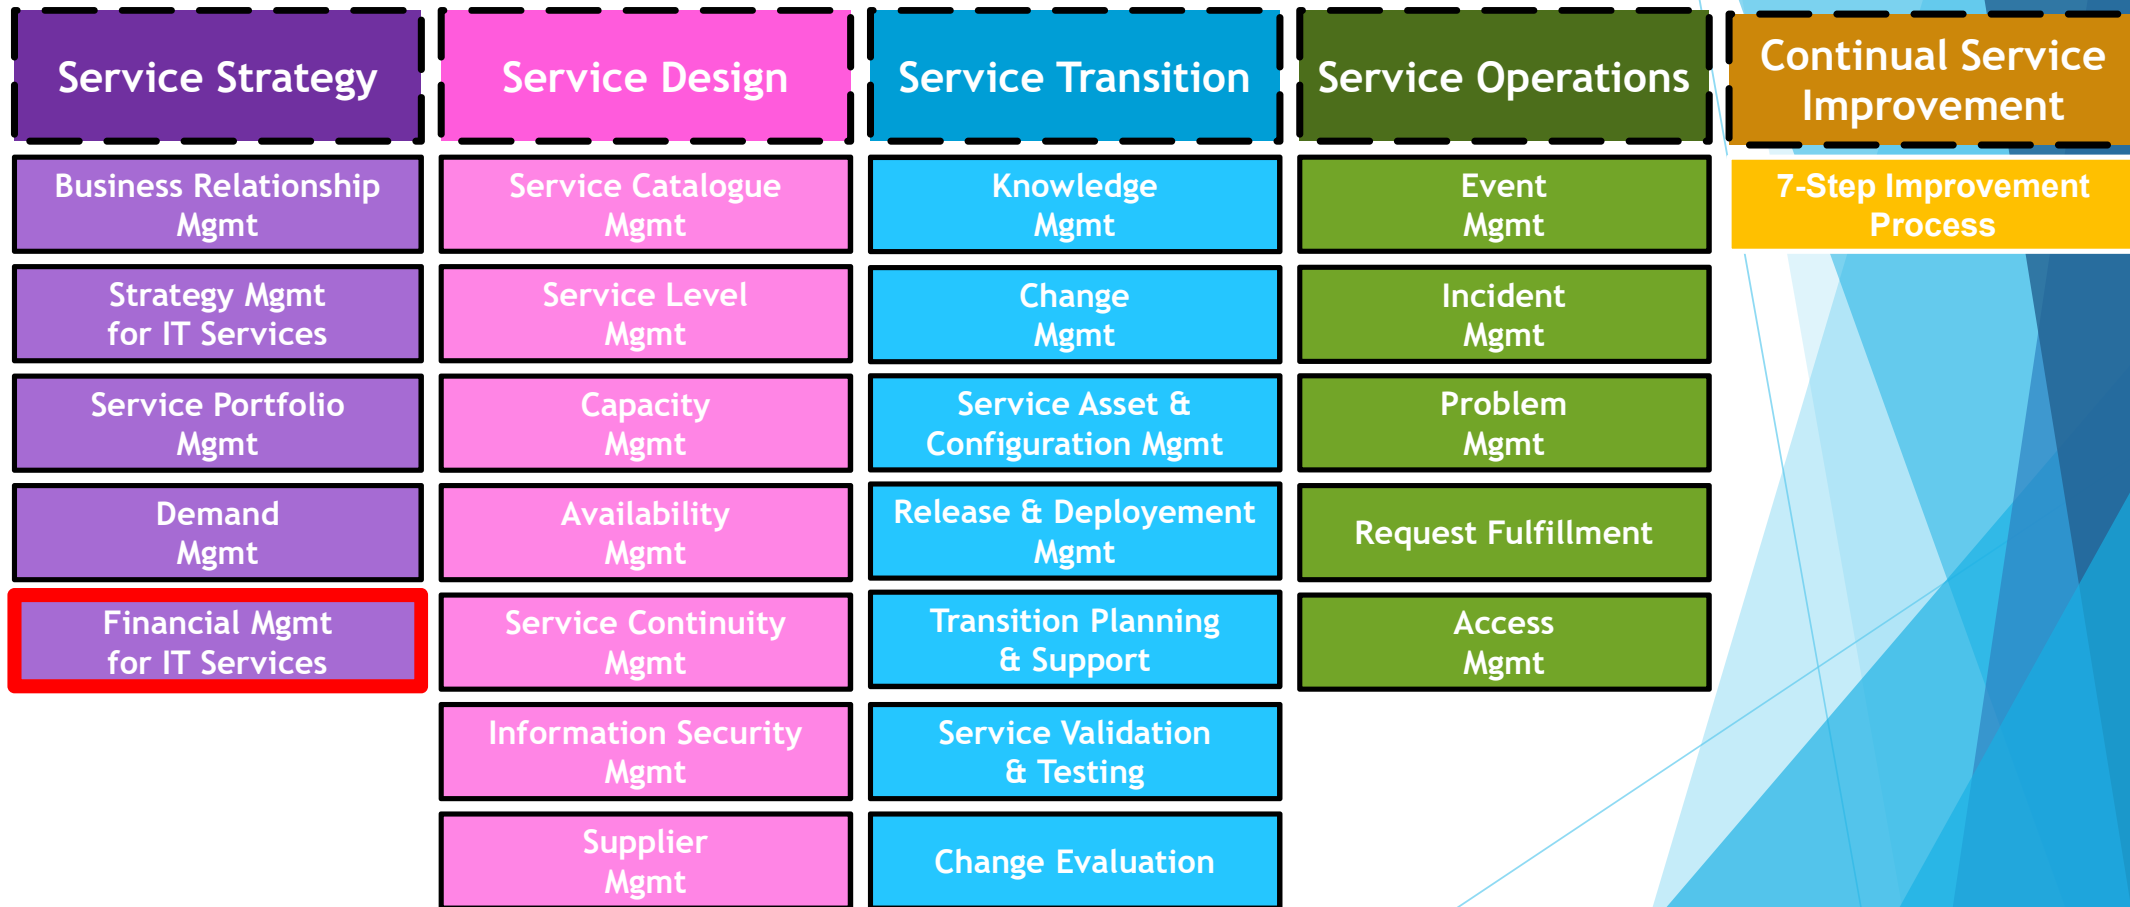 Service Strategy
Business Relationship
Mgmt
Strategy Mgmt
for IT Services
Service Portfolio
Mgmt
Demand
Mgmt
Financial Mgmt
for IT Services
Service Design
Service Catalogue
Mgmt
Service Level
Mgmt
Capacity
Mgmt
Availability
Mgmt
Service Continuity
Mgmt
Information Security
Mgmt
Supplier
Mgmt
Service Transition
Knowledge
Mgmt
Change
Mgmt
Service Asset &
Configuration Mgmt
Release & Deployement
Mgmt
Transition Planning
& Support
Service Validation
& Testing
Change Evaluation
Service Operations
Event
Mgmt
Incident
Mgmt
Problem
Mgmt
Request Fulfillment
Access
Mgmt
Continual Service
Improvement
7-Step Improvement
Process